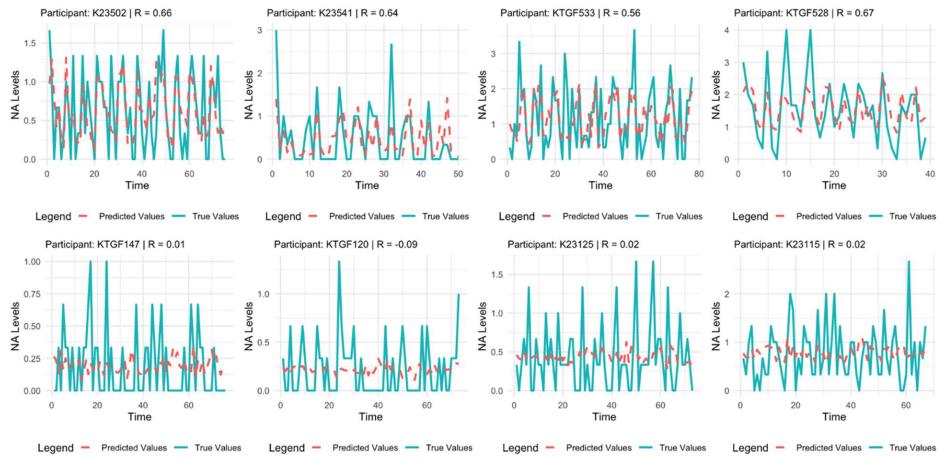 Participant: K23502 | R = 0.66
NA Levels
1.5
1.0
0.5
0.0
0 20 40 60
Time
Legend Predicted Values True Values
Participant: K23541 | R = 0.64
NA Levels
3
2
1
0
0 10 20 30 40 50
Time
Legend Predicted Values True Values
Participant: KTGF533 | R = 0.56
NA Levels
3
2
1
0
0 20 40 60 80
Time
Legend Predicted Values True Values
Participant: KTGF528 | R = 0.67
NA Levels
4
3
2
1
0
0 10 20 30 40
Time
Legend Predicted Values True Values
Participant: KTGF147 | R = 0.01
NA Levels
1.00
0.75
0.50
0.25
0.00
0 20 40 60
Time
Legend Predicted Values True Values
Participant: KTGF120 | R = -0.09
NA Levels
1.0
0.5
0.0
0 20 40 60
Time
Legend Predicted Values True Values
Participant: K23125 | R = 0.02
NA Levels
1.5
1.0
0.5
0.0
0 20 40 60
Time
Legend Predicted Values True Values
Participant: K23115 | R = 0.02
NA Levels
2
1
0
0 20 40 60
Time
Legend Predicted Values True Values